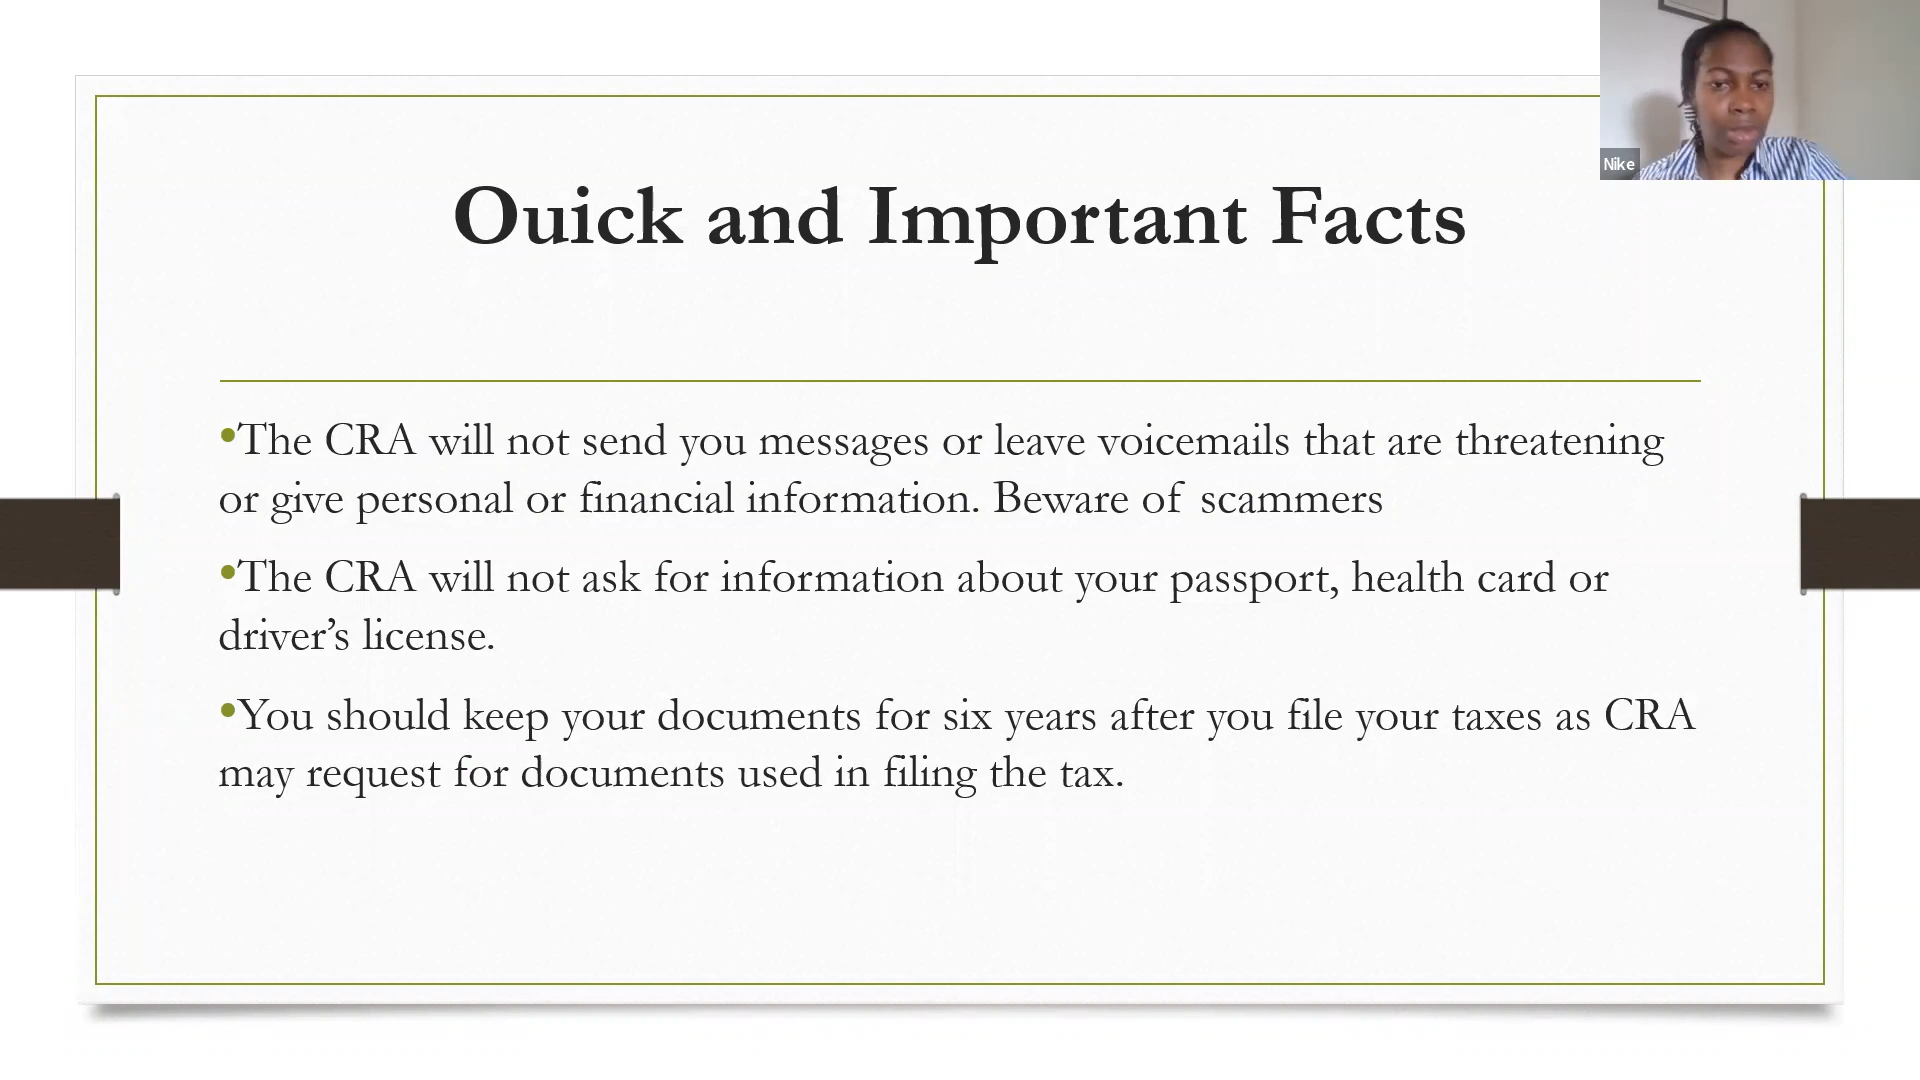 Quick and Important Facts
•The CRA will not send you messages or leave voicemails that are threatening
or give personal or financial information. Beware of scammers
•The CRA will not ask for information about your passport, health card or
driver’s license.
•You should keep your documents for six years after you file your taxes as CRA
may request for documents used in filing the tax.
Nike